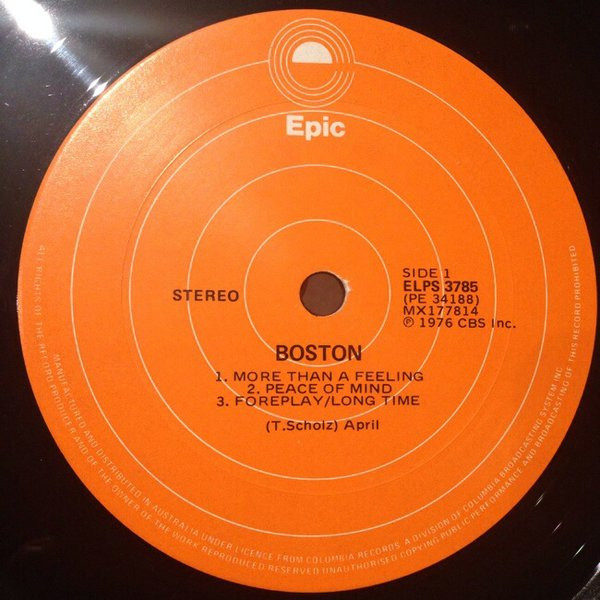 Epic
STEREO
SIDE 1
ELPS 3785
(PE 34188)
MX177814
℗ 1976 CBS Inc.
BOSTON
1. MORE THAN A FEELING
2. PEACE OF MIND
3. FOREPLAY/LONG TIME
(T.Scholz) April
MANUFACTURED AND DISTRIBUTED IN AUSTRALIA UNDER LICENCE FROM COLUMBIA RECORDS. A DIVISION OF COLUMBIA BROADCASTING SYSTEM INC
ALL RIGHTS OF THE RECORD PRODUCER AND OF THE OWNER OF THE WORK REPRODUCED RESERVED UNAUTHORISED COPYING PUBLIC PERFORMANCE AND BROADCASTING OF THIS RECORD PROHIBITED